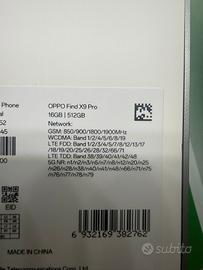 Phone
OPPO Find X9 Pro
16GB | 512GB
52
Network:
45
GSM: 850/900/1800/1900MHz
WCDMA: Band 1/2/4/5/6/8/19
LTE FDD: Band 1/2/3/4/5/7/8/12/13/17
/18/19/20/25/26/28/32/66/71
LTE TDD: Band 38/39/40/41/42/48
5G NR: n1/n2/n3/n5/n7/n8/n12/n20/n25
/n26/n28/n38/n40/n41/n48/n66/n71
/n75/n76/n77/n78/n79
00
EID
MADE IN CHINA
6 932169 382762
Telecommunications Corp., Ltd.
subito